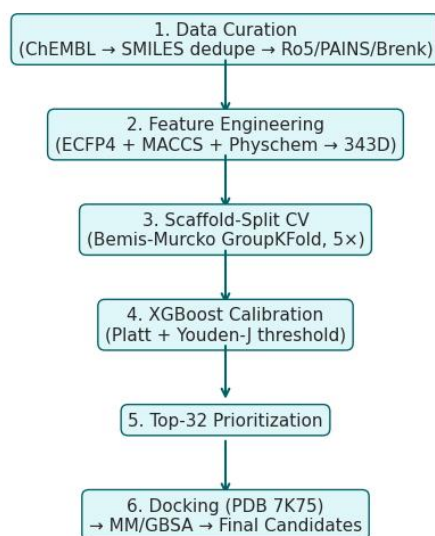 1. Data Curation
(ChEMBL → SMILES dedupe → Ro5/PAINS/Brenk)
2. Feature Engineering
(ECFP4 + MACCS + Physchem → 343D)
3. Scaffold-Split CV
(Bemis-Murcko GroupKFold, 5×)
4. XGBoost Calibration
(Platt + Youden-J threshold)
5. Top-32 Prioritization
6. Docking (PDB 7K75)
→ MM/GBSA → Final Candidates